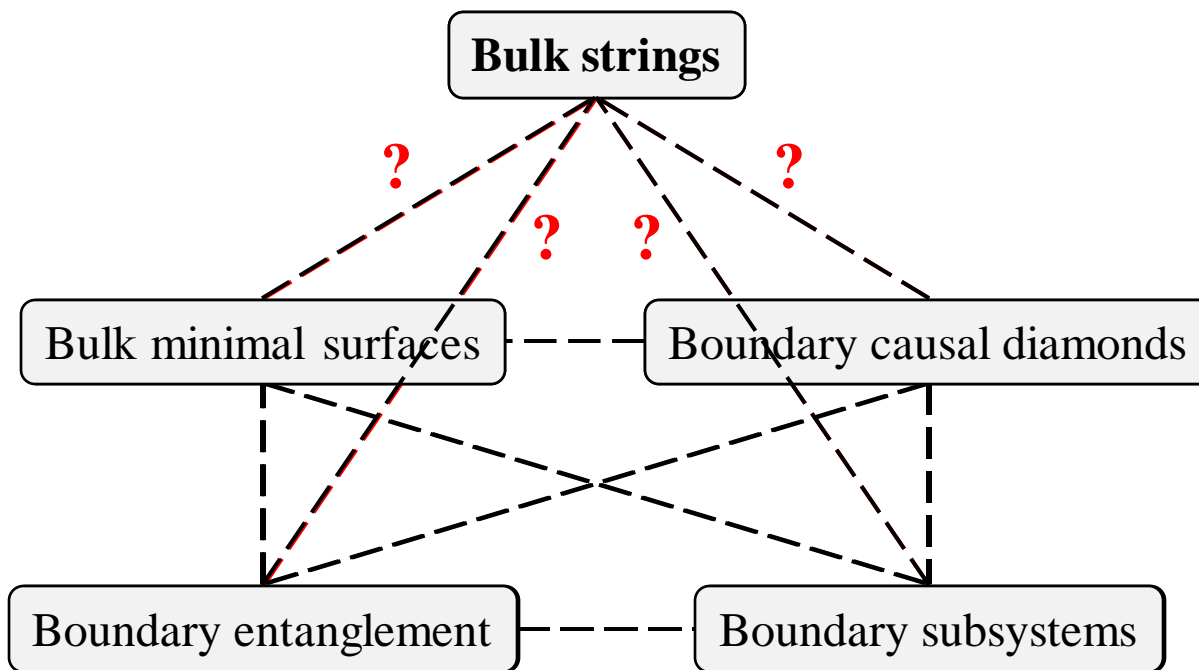 Bulk strings
? ?
? ?
Bulk minimal surfaces Boundary causal diamonds
Boundary entanglement Boundary subsystems